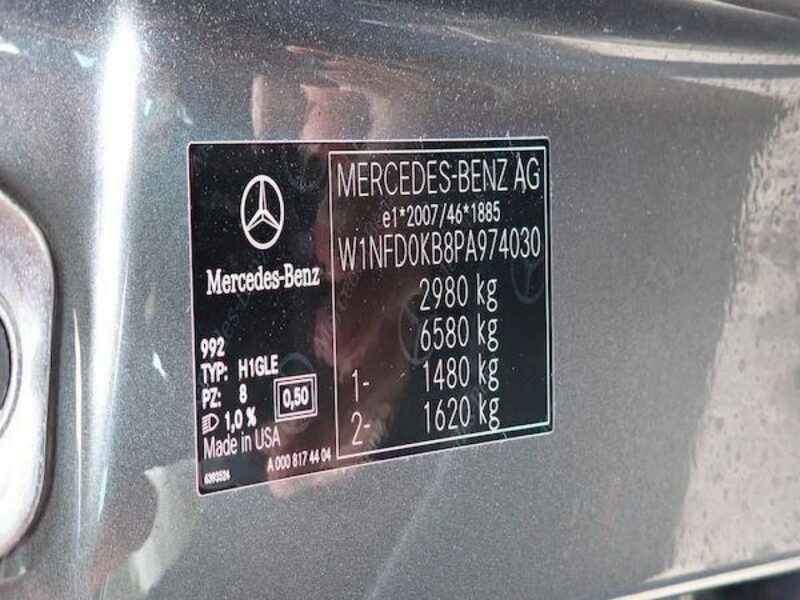 Mercedes-Benz
992
TYP: H1GLE
PZ: 8
0,50
1,0 %
Made in USA
6393524
A 000 817 44 04
MERCEDES-BENZ AG
e1*2007/46*1885
W1NFD0KB8PA974030
2980 kg
6580 kg
1- 1480 kg
2- 1620 kg